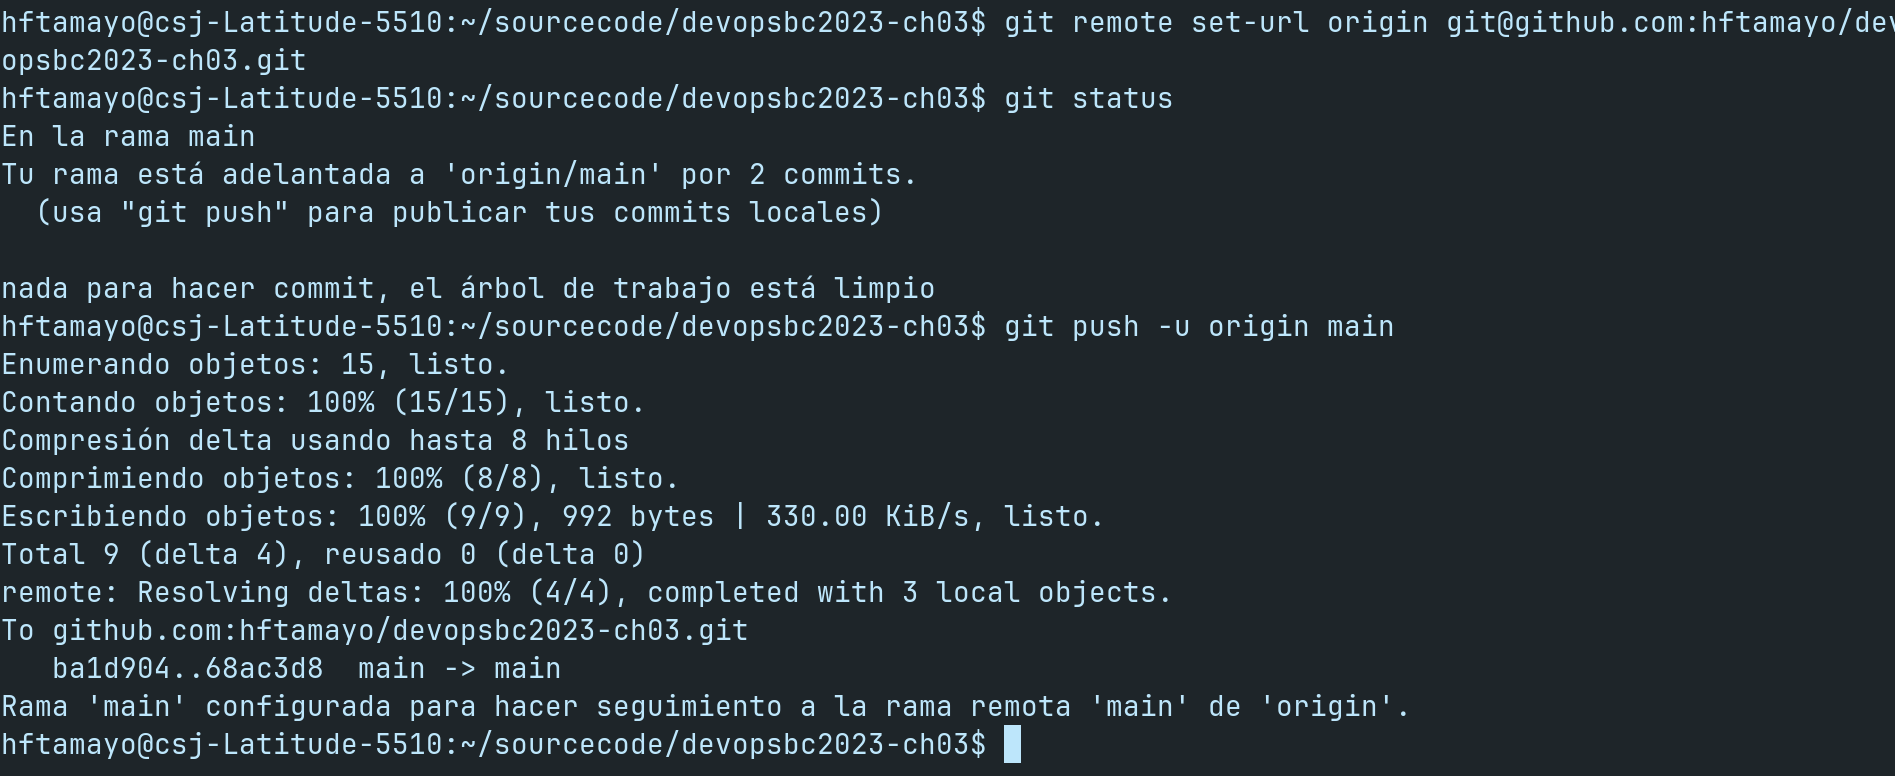 hftamayo@csj-Latitude-5510:~/sourcecode/devopsbc2023-ch03$ git remote set-url origin git@github.com:hftamayo/dev
opsbc2023-ch03.git
hftamayo@csj-Latitude-5510:~/sourcecode/devopsbc2023-ch03$ git status
En la rama main
Tu rama está adelantada a 'origin/main' por 2 commits.
  (usa "git push" para publicar tus commits locales)

nada para hacer commit, el árbol de trabajo está limpio
hftamayo@csj-Latitude-5510:~/sourcecode/devopsbc2023-ch03$ git push -u origin main
Enumerando objetos: 15, listo.
Contando objetos: 100% (15/15), listo.
Compresión delta usando hasta 8 hilos
Comprimiendo objetos: 100% (8/8), listo.
Escribiendo objetos: 100% (9/9), 992 bytes | 330.00 KiB/s, listo.
Total 9 (delta 4), reusado 0 (delta 0)
remote: Resolving deltas: 100% (4/4), completed with 3 local objects.
To github.com:hftamayo/devopsbc2023-ch03.git
   ba1d904..68ac3d8  main -> main
Rama 'main' configurada para hacer seguimiento a la rama remota 'main' de 'origin'.
hftamayo@csj-Latitude-5510:~/sourcecode/devopsbc2023-ch03$